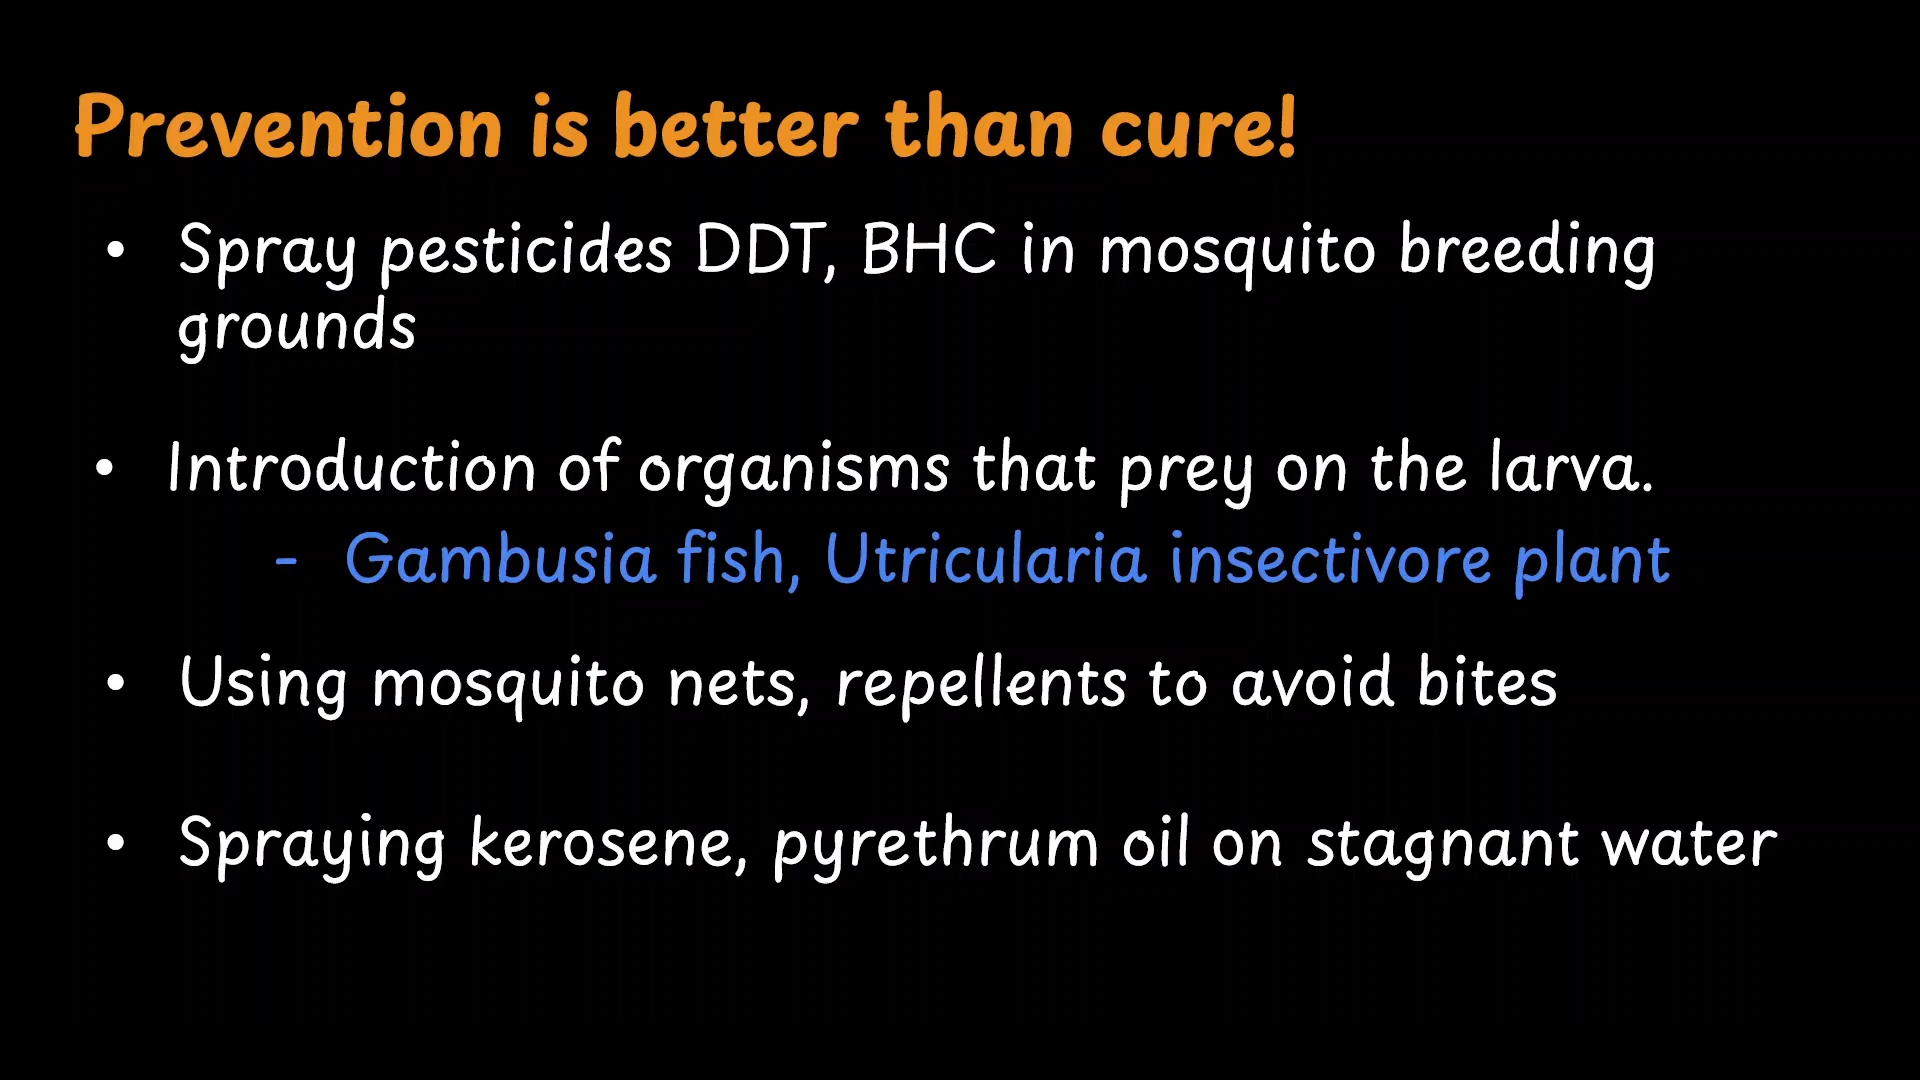 Prevention is better than cure!
• Spray pesticides DDT, BHC in mosquito breeding
grounds
• Introduction of organisms that prey on the larva.
- Gambusia fish, Utricularia insectivore plant
• Using mosquito nets, repellents to avoid bites
• Spraying kerosene, pyrethrum oil on stagnant water